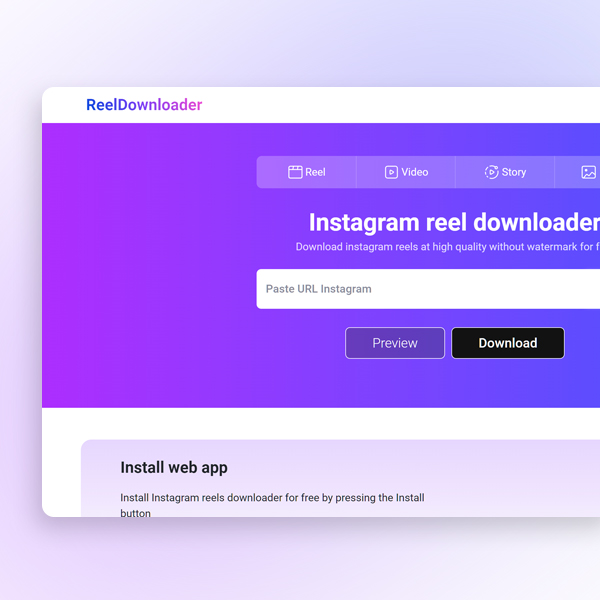 ReelDownloader
Reel Video Story
Instagram reel downloader
Download instagram reels at high quality without watermark for
Paste URL Instagram
Preview Download
Install web app
Install Instagram reels downloader for free by pressing the Install
button